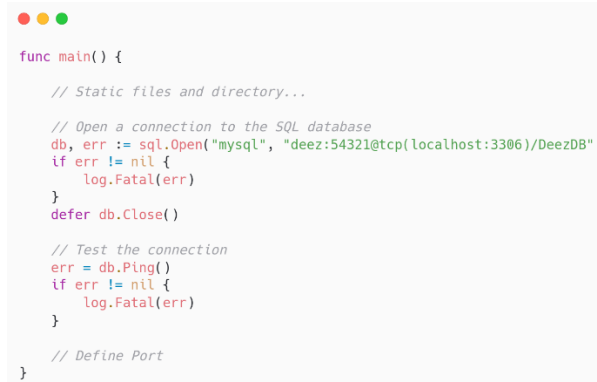 func main() {
// Static files and directory...
// Open a connection to the SQL database
db, err := sql.Open("mysql", "deez:54321@tcp(localhost:3306)/DeezDB"
if err != nil {
log.Fatal(err)
}
defer db.Close()
// Test the connection
err = db.Ping()
if err != nil {
log.Fatal(err)
}
// Define Port
}